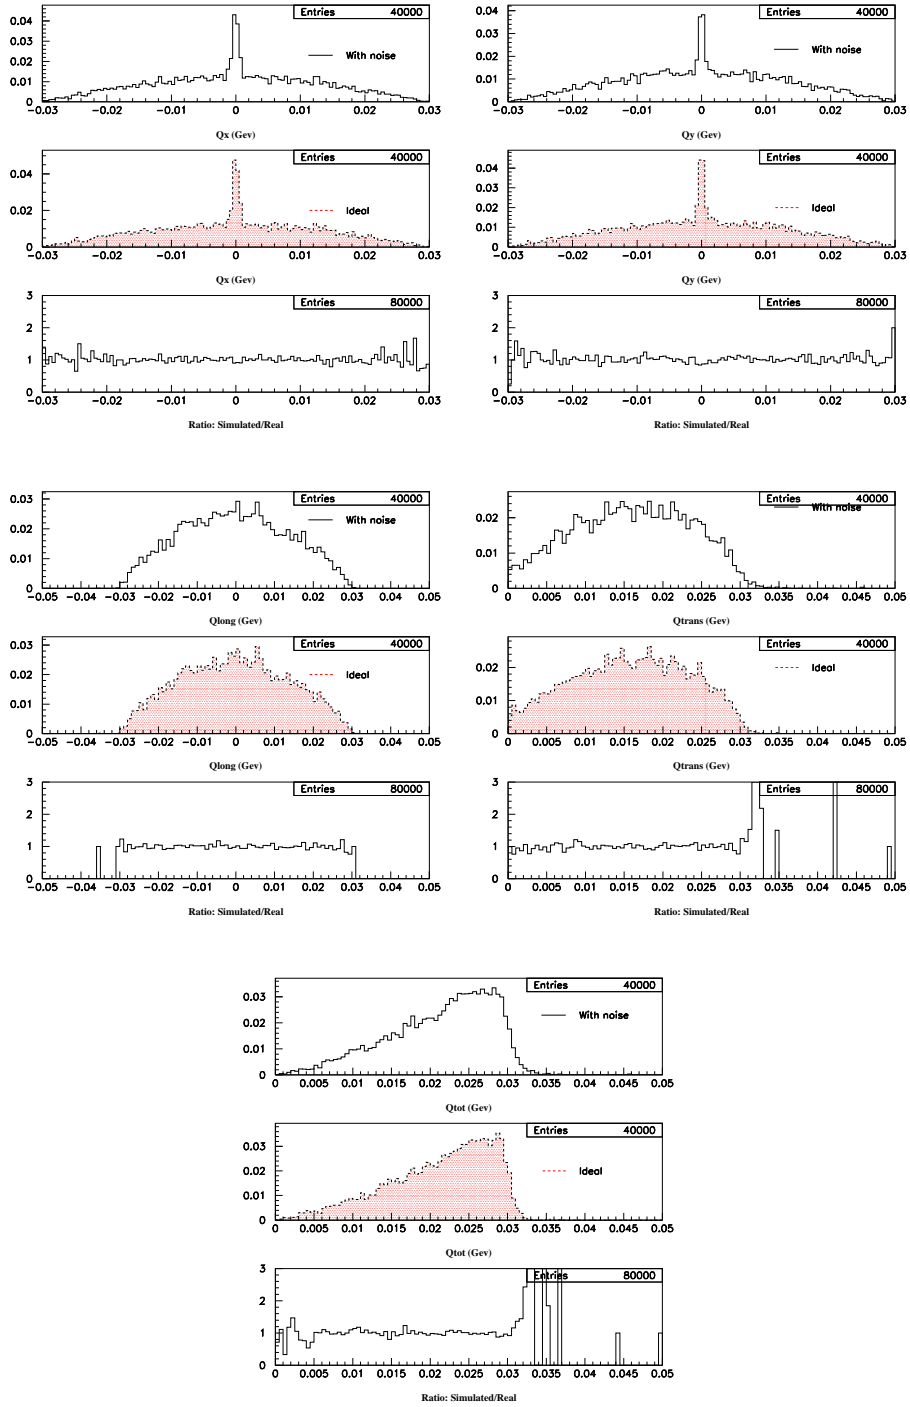 Entries 40000
Entries 40000
0.04
0.03
0.02
0.01
0
With noise
0.04
0.03
0.02
0.01
0
With noise
−0.03 −0.02 −0.01 0 0.01 0.02 0.03
−0.03 −0.02 −0.01 0 0.01 0.02 0.03
Qx (Gev)
Qy (Gev)
Entries 40000
Entries 40000
0.04
0.02
0
Ideal
0.04
0.03
0.02
0.01
0
Ideal
−0.03 −0.02 −0.01 0 0.01 0.02 0.03
−0.03 −0.02 −0.01 0 0.01 0.02 0.03
Qx (Gev)
Qy (Gev)
Entries 80000
Entries 80000
3
2
1
0
3
2
1
0
−0.03 −0.02 −0.01 0 0.01 0.02 0.03
−0.03 −0.02 −0.01 0 0.01 0.02 0.03
Ratio: Simulated/Real
Ratio: Simulated/Real
Entries 40000
Entries 40000
0.03
0.02
0.01
0
With noise
0.02
0.01
0
With noise
−0.05 −0.04 −0.03 −0.02 −0.01 0 0.01 0.02 0.03 0.04 0.05
0 0.005 0.01 0.015 0.02 0.025 0.03 0.035 0.04 0.045 0.05
Qlong (Gev)
Qtrans (Gev)
Entries 40000
Entries 40000
0.03
0.02
0.01
0
Ideal
0.02
0.01
0
Ideal
−0.05 −0.04 −0.03 −0.02 −0.01 0 0.01 0.02 0.03 0.04 0.05
0 0.005 0.01 0.015 0.02 0.025 0.03 0.035 0.04 0.045 0.05
Qlong (Gev)
Qtrans (Gev)
Entries 80000
Entries 80000
3
2
1
0
3
2
1
0
−0.05 −0.04 −0.03 −0.02 −0.01 0 0.01 0.02 0.03 0.04 0.05
0 0.005 0.01 0.015 0.02 0.025 0.03 0.035 0.04 0.045 0.05
Ratio: Simulated/Real
Ratio: Simulated/Real
Entries 40000
0.03
0.02
0.01
0
With noise
0 0.005 0.01 0.015 0.02 0.025 0.03 0.035 0.04 0.045 0.05
Qtot (Gev)
Entries 40000
0.03
0.02
0.01
0
Ideal
0 0.005 0.01 0.015 0.02 0.025 0.03 0.035 0.04 0.045 0.05
Qtot (Gev)
Entries 80000
3
2
1
0
0 0.005 0.01 0.015 0.02 0.025 0.03 0.035 0.04 0.045 0.05
Ratio: Simulated/Real